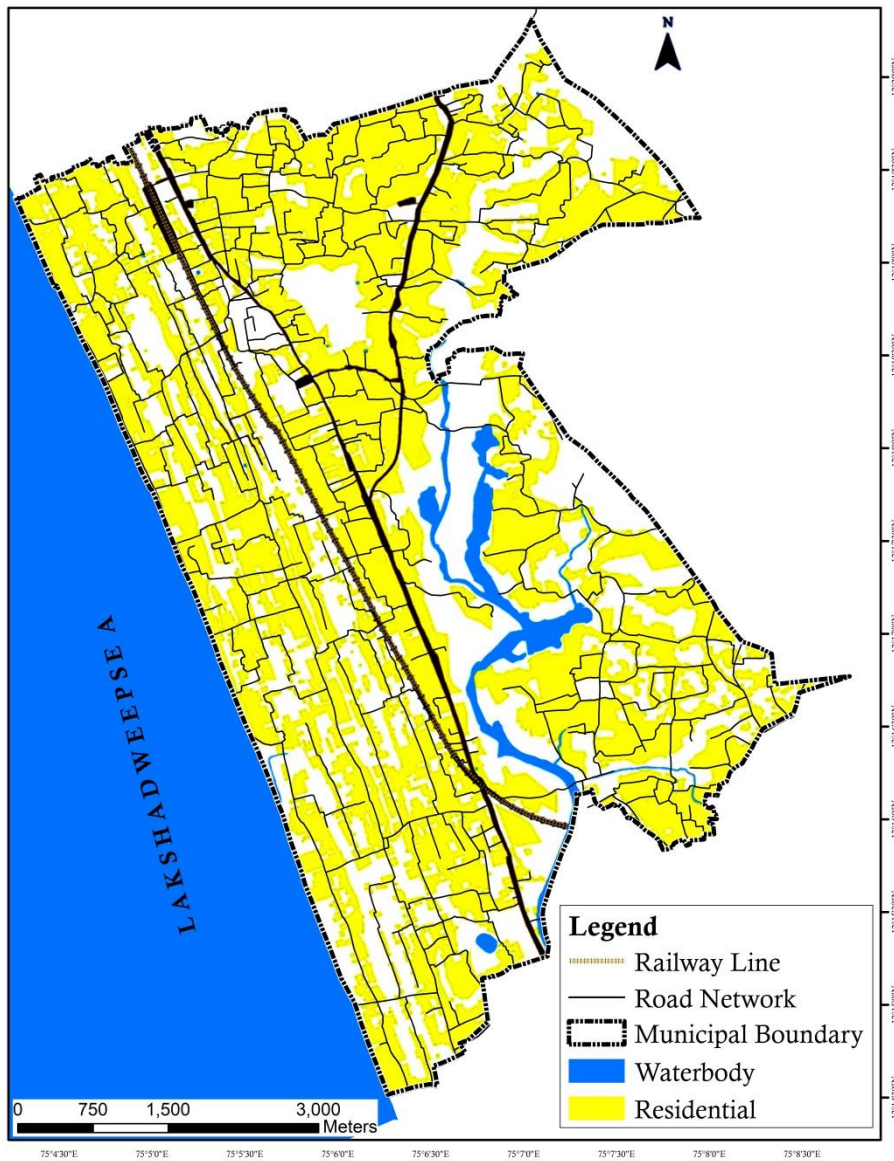 N
LAKSHADWEEPSEA
Legend
Railway Line
Road Network
Municipal Boundary
Waterbody
Residential
0 750 1,500 3,000
Meters
75°4'30"E 75°5'0"E 75°5'30"E 75°6'0"E 75°6'30"E 75°7'0"E 75°7'30"E 75°8'0"E 75°8'30"E